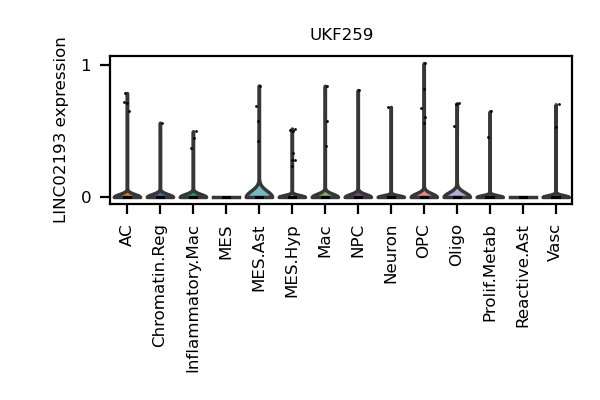 UKF259
LINC02193 expression
1
0
AC
Chromatin.Reg
Inflammatory.Mac
MES
MES.Ast
MES.Hyp
Mac
NPC
Neuron
OPC
Oligo
Prolif.Metab
Reactive.Ast
Vasc